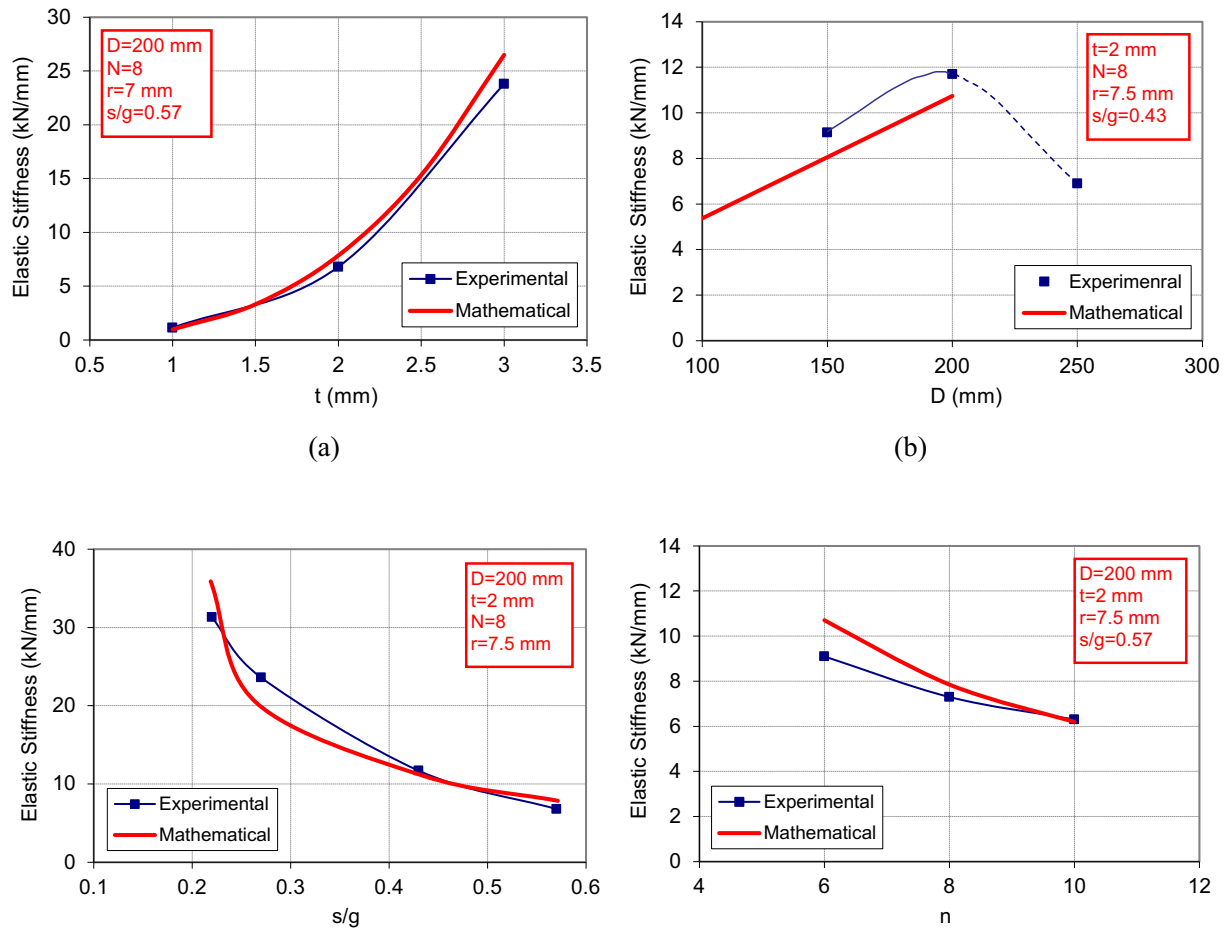 30
25
20
15
10
5
0
Elastic Stiffness (kN/mm)
D=200 mm
N=8
r=7 mm
s/g=0.57
Experimental
Mathematical
0.5 1 1.5 2 2.5 3 3.5
t (mm)
(a)
14
12
10
8
6
4
2
0
Elastic Stiffness (kN/mm)
t=2 mm
N=8
r=7.5 mm
s/g=0.43
Experimenral
Mathematical
100 150 200 250 300
D (mm)
(b)
40
30
20
10
0
Elastic Stiffness (kN/mm)
D=200 mm
t=2 mm
N=8
r=7.5 mm
Experimental
Mathematical
0.1 0.2 0.3 0.4 0.5 0.6
s/g
14
12
10
8
6
4
2
0
Elastic Stiffness (kN/mm)
D=200 mm
t=2 mm
r=7.5 mm
s/g=0.57
Experimental
Mathematical
4 6 8 10 12
n